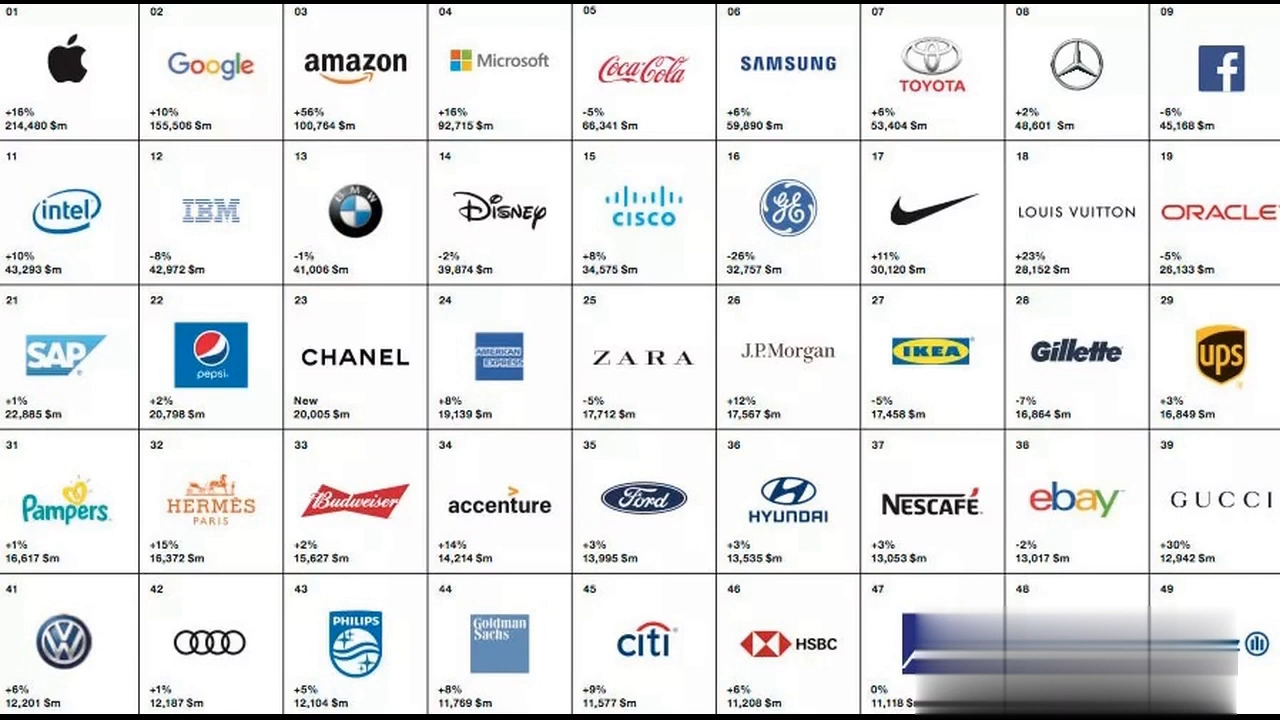 01
+16%
214,480 $m
02
Google
+10%
155,506 $m
03
amazon
+56%
100,764 $m
04
Microsoft
+16%
92,715 $m
05
Coca-Cola
-5%
66,341 $m
06
SAMSUNG
+6%
59,890 $m
07
TOYOTA
+6%
53,404 $m
08
+2%
48,601 $m
09
f
-6%
45,168 $m
11
intel
+10%
43,293 $m
12
IBM
-8%
42,972 $m
13
BMW
-1%
41,006 $m
14
Disney
-2%
39,874 $m
15
CISCO
+8%
34,575 $m
16
GE
-26%
32,757 $m
17
+11%
30,120 $m
18
LOUIS VUITTON
+23%
28,152 $m
19
ORACLE
-5%
26,133 $m
21
SAP
+1%
22,885 $m
22
pepsi
+2%
20,798 $m
23
CHANEL
New
20,005 $m
24
AMERICAN
EXPRESS
+8%
19,139 $m
25
ZARA
-5%
17,712 $m
26
J.P.Morgan
+12%
17,567 $m
27
IKEA
-5%
17,458 $m
28
Gillette
-7%
16,864 $m
29
ups
+3%
16,849 $m
31
Pampers
+1%
16,617 $m
32
HERMÈS
PARIS
+15%
16,372 $m
33
Budweiser
+2%
15,627 $m
34
accenture
+14%
14,214 $m
35
Ford
+3%
13,995 $m
36
HYUNDAI
+3%
13,535 $m
37
NESCAFÉ
+3%
13,053 $m
38
ebay
-2%
13,017 $m
39
GUCCI
+30%
12,942 $m
41
VW
+6%
12,201 $m
42
+1%
12,187 $m
43
PHILIPS
+5%
12,104 $m
44
Goldman
Sachs
+8%
11,769 $m
45
citi
+9%
11,577 $m
46
HSBC
+6%
11,208 $m
47
0%
11,118 $
48
49